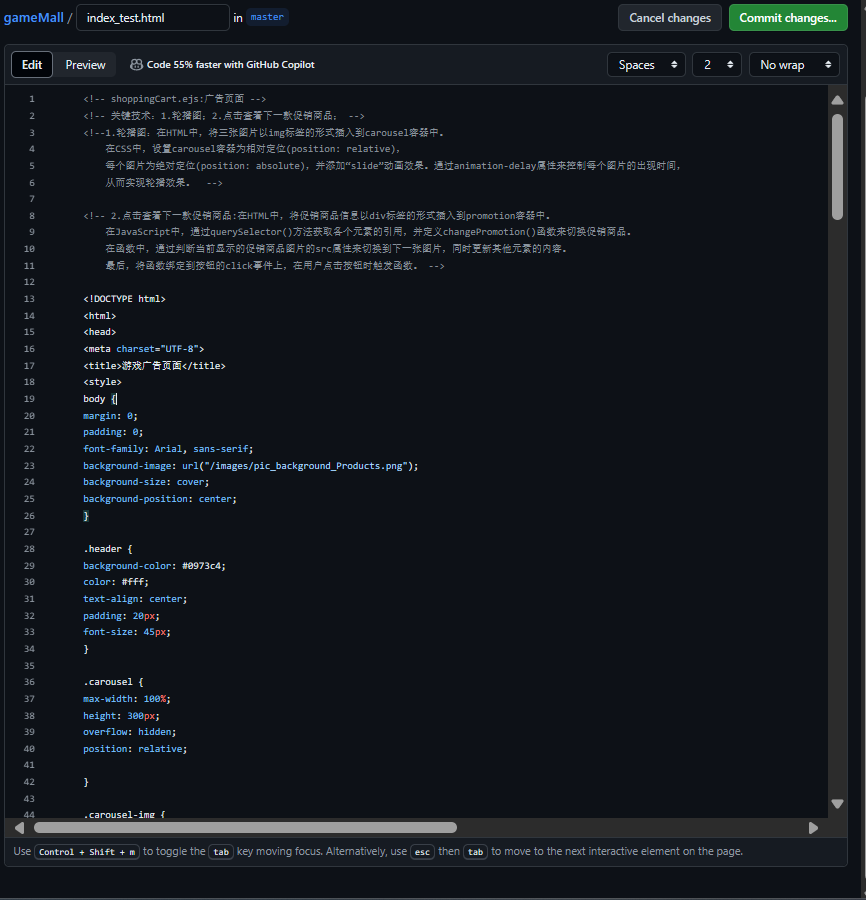 gameMall / index_test.html in master Cancel changes Commit changes...
Edit Preview Code 55% faster with GitHub Copilot Spaces 2 No wrap
1 <!-- shoppingCart.ejs:广告页面 -->
2 <!-- 关键技术: 1.轮播图; 2.点击查看下一款促销商品; -->
3 <!--1.轮播图: 在HTML中, 将三张图片以img标签的形式插入到carousel容器中。
4 在CSS中, 设置carousel容器为相对定位(position: relative),
5 每个图片为绝对定位(position: absolute), 并添加“slide”动画效果。通过animation-delay属性来控制每个图片的出现时间,
6 从而实现轮播效果。 -->
7
8 <!-- 2.点击查看下一款促销商品:在HTML中, 将促销商品信息以div标签的形式插入到promotion容器中。
9 在JavaScript中, 通过querySelector()方法获取各个元素的引用, 并定义changePromotion()函数来切换促销商品。
10 在函数中, 通过判断当前显示的促销商品图片的src属性来切换到下一张图片, 同时更新其他元素的内容。
11 最后, 将函数绑定到按钮的click事件上, 在用户点击按钮时触发函数。 -->
12
13 <!DOCTYPE html>
14 <html>
15 <head>
16 <meta charset="UTF-8">
17 <title>游戏广告页面</title>
18 <style>
19 body {
20 margin: 0;
21 padding: 0;
22 font-family: Arial, sans-serif;
23 background-image: url("/images/pic_background_Products.png");
24 background-size: cover;
25 background-position: center;
26 }
27
28 .header {
29 background-color: #0973c4;
30 color: #fff;
31 text-align: center;
32 padding: 20px;
33 font-size: 45px;
34 }
35
36 .carousel {
37 max-width: 100%;
38 height: 300px;
39 overflow: hidden;
40 position: relative;
41
42 }
43
44 .carousel-img {
Use Control + Shift + m to toggle the tab key moving focus. Alternatively, use esc then tab to move to the next interactive element on the page.